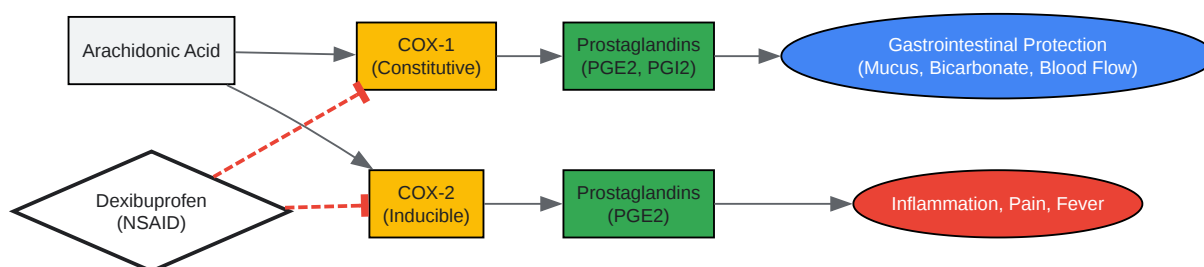 Arachidonic Acid
COX-1
(Constitutive)
Prostaglandins
(PGE2, PGI2)
Gastrointestinal Protection
(Mucus, Bicarbonate, Blood Flow)
Dexibuprofen
(NSAID)
COX-2
(Inducible)
Prostaglandins
(PGE2)
Inflammation, Pain, Fever